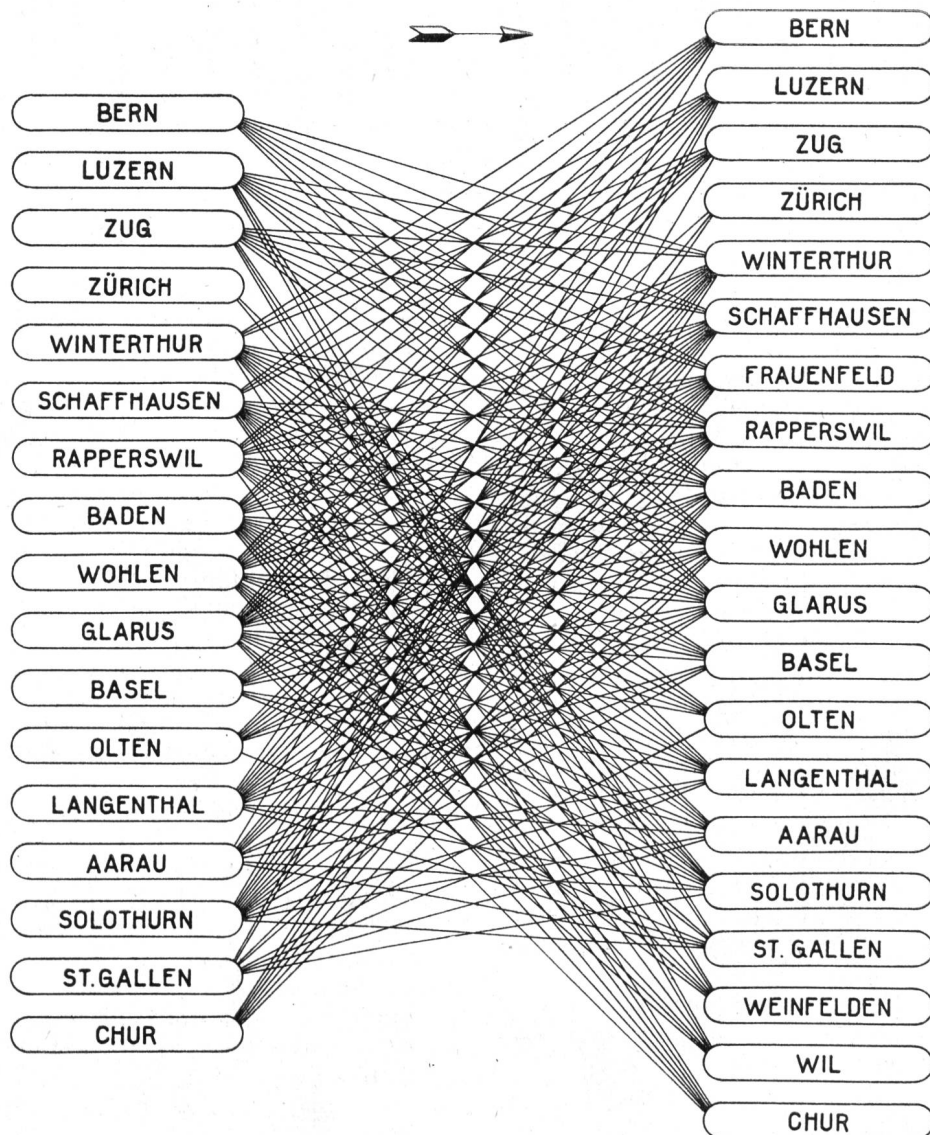 BERN
LUZERN
ZUG
ZÜRICH
WINTERTHUR
SCHAFFHAUSEN
RAPPERSWIL
BADEN
WOHLEN
GLARUS
BASEL
OLTEN
LANGENTHAL
AARAU
SOLOTHURN
ST. GALLEN
CHUR
BERN
LUZERN
ZUG
ZÜRICH
WINTERTHUR
SCHAFFHAUSEN
FRAUENFELD
RAPPERSWIL
BADEN
WOHLEN
GLARUS
BASEL
OLTEN
LANGENTHAL
AARAU
SOLOTHURN
ST. GALLEN
WEINFELDEN
WIL
CHUR